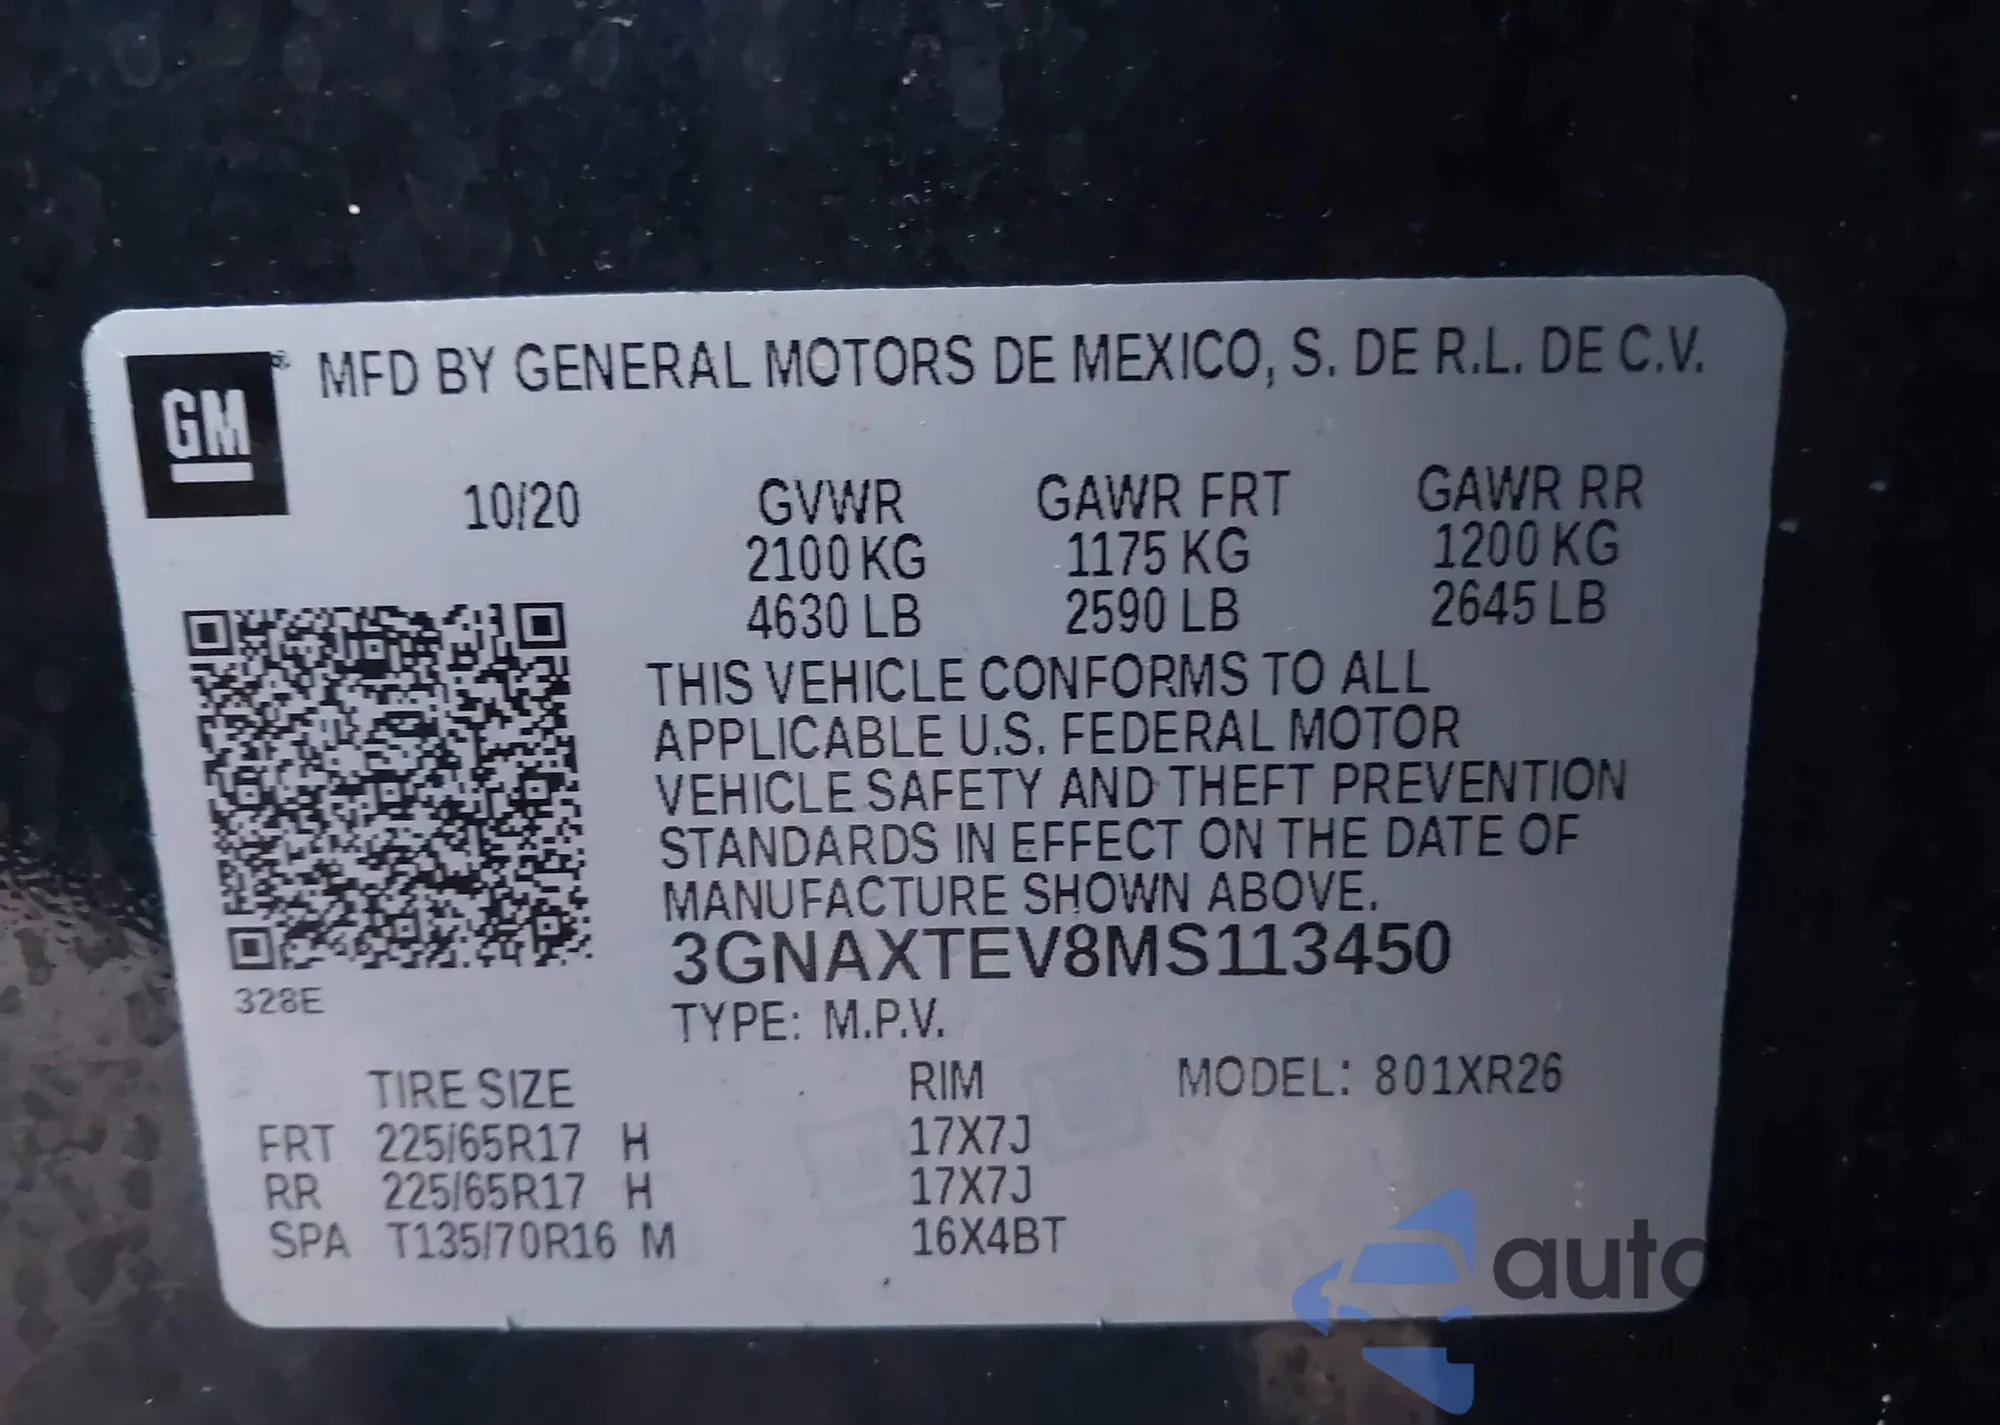 GM ® MFD BY GENERAL MOTORS DE MEXICO, S. DE R.L. DE C.V.
10/20 GVWR GAWR FRT GAWR RR
2100 KG 1175 KG 1200 KG
4630 LB 2590 LB 2645 LB
THIS VEHICLE CONFORMS TO ALL
APPLICABLE U.S. FEDERAL MOTOR
VEHICLE SAFETY AND THEFT PREVENTION
STANDARDS IN EFFECT ON THE DATE OF
MANUFACTURE SHOWN ABOVE.
3GNAXTEV8MS113450
328E
TYPE: M.P.V.
TIRE SIZE RIM MODEL: 801XR26
FRT 225/65R17 H 17X7J
RR 225/65R17 H 17X7J
SPA T135/70R16 M 16X4BT
autosnap